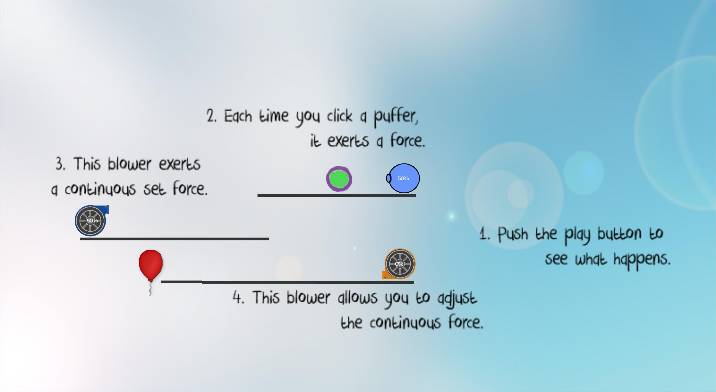 2. Each time you click a puffer,
it exerts a force.
3. This blower exerts
a continuous set force.
1. Push the play button to
see what happens.
4. This blower allows you to adjust
the continuous force.